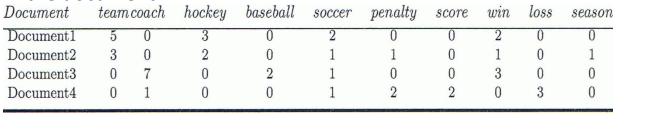 Document team coach hockey baseball soccer penalty score win loss season
Document1 5 0 3 0 2 0 0 2 0 0
Document2 3 0 2 0 1 1 0 1 0 1
Document3 0 7 0 2 1 0 0 3 0 0
Document4 0 1 0 0 1 2 2 0 3 0